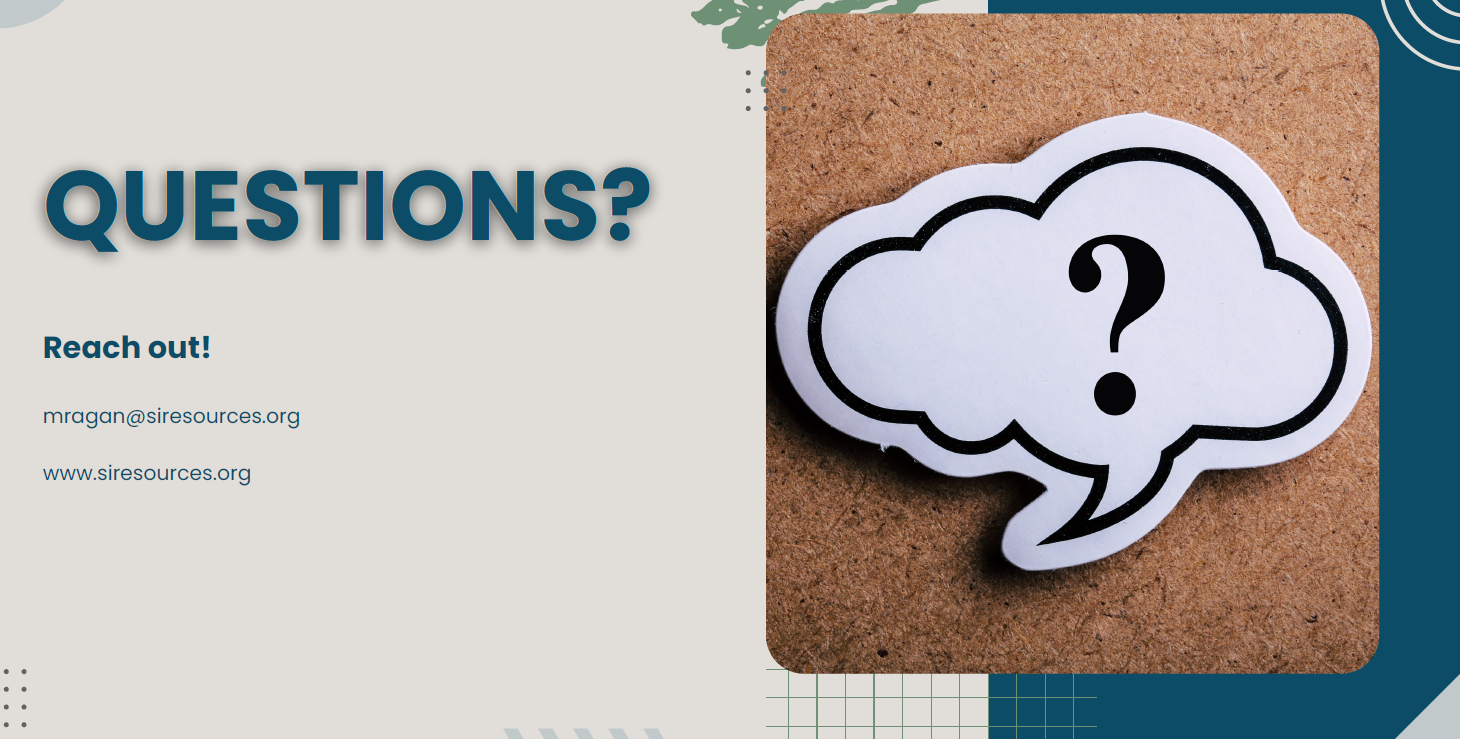 QUESTIONS?
Reach out!
mragan@siresources.org
www.siresources.org
?